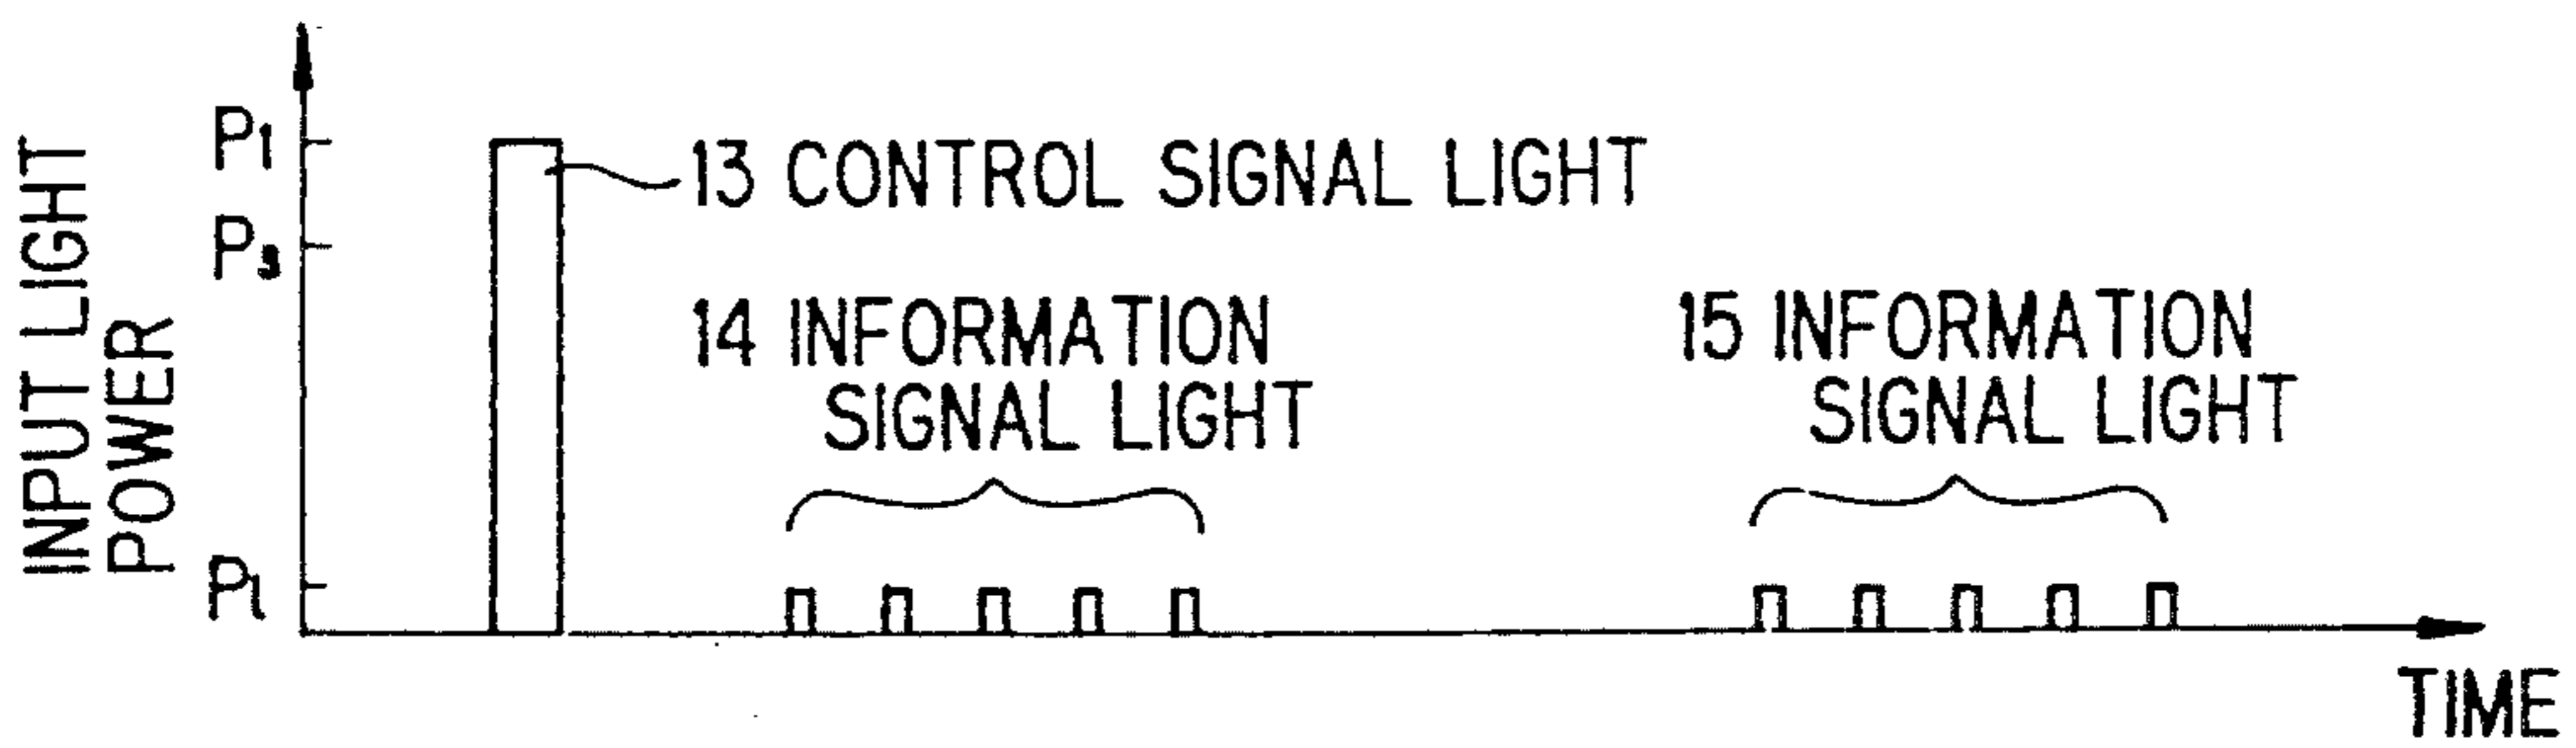 INPUT LIGHT
POWER
P1
P3
Pl
13 CONTROL SIGNAL LIGHT
14 INFORMATION
SIGNAL LIGHT
15 INFORMATION
SIGNAL LIGHT
TIME